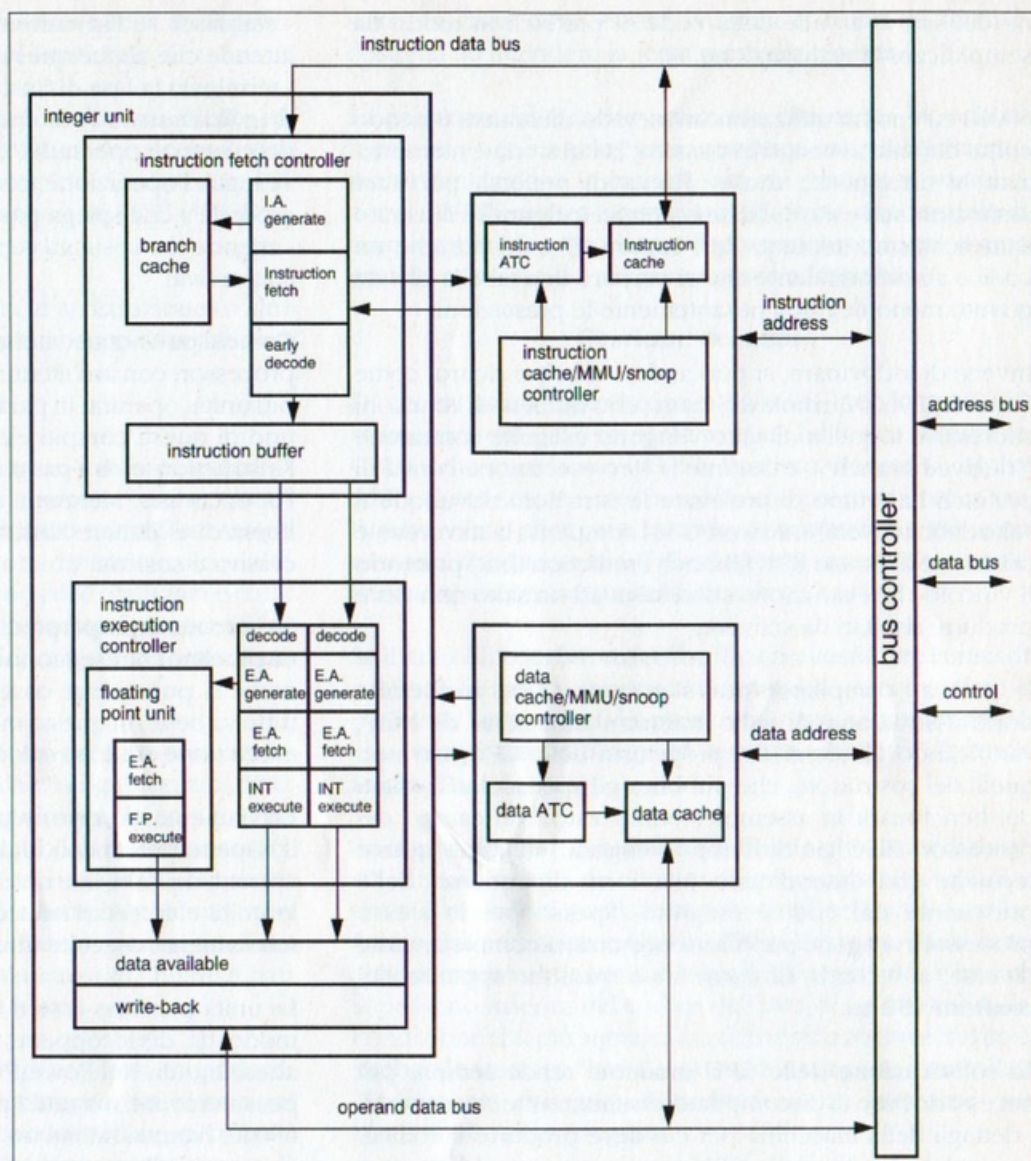 instruction data bus
integer unit
instruction fetch controller
I.A.
generate
branch
cache
Instruction
fetch
early
decode
Instruction
ATC
Instruction
cache
instruction
cache/MMU/snoop
controller
instruction
address
instruction buffer
address bus
data bus
control
bus controller
instruction
execution
controller
floating
point unit
E.A.
fetch
F.P.
execute
decode
decode
E.A.
generate
E.A.
generate
E.A.
fetch
E.A.
fetch
INT
execute
INT
execute
data
cache/MMU/snoop
controller
data address
data ATC
data cache
data available
write-back
operand data bus